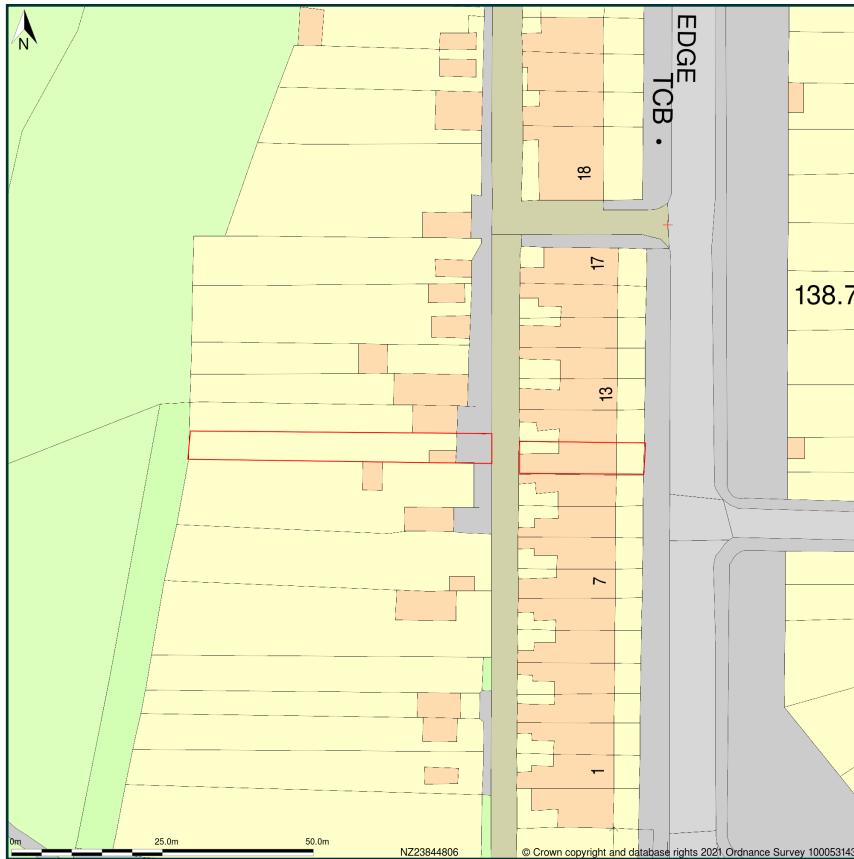 N
EDGE
TCB
18
17
138.7
13
7
1
0m
25.0m
50.0m
NZ23844806
© Crown copyright and database rights 2021 Ordnance Survey 100053143